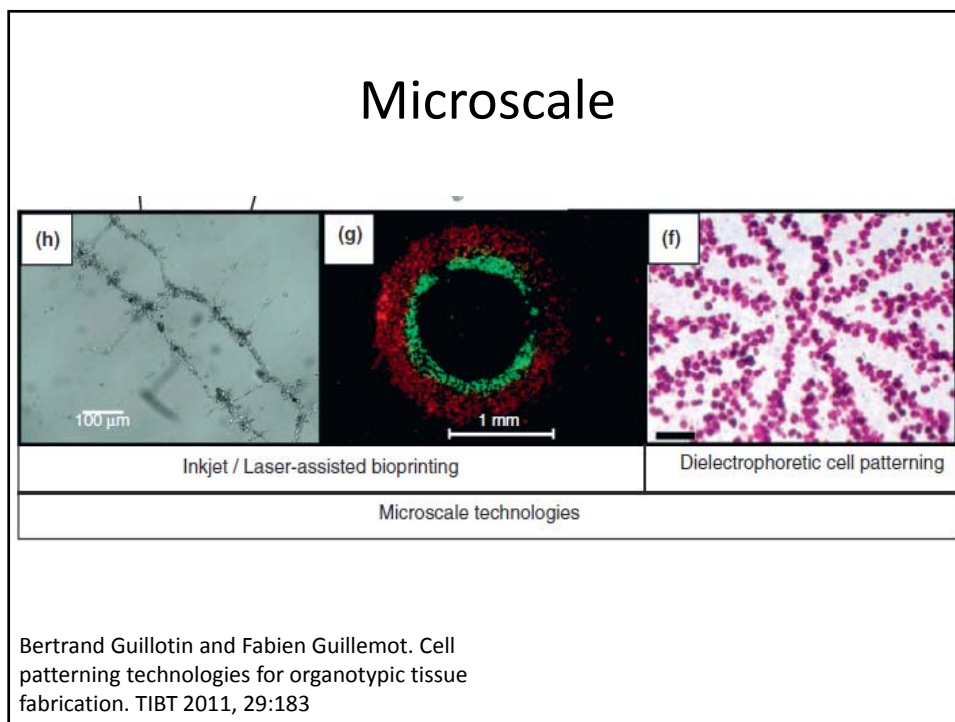 Microscale
(h)
(g)
(f)
100 µm
1 mm
Inkjet / Laser-assisted bioprinting
Dielectrophoretic cell patterning
Microscale technologies
Bertrand Guillotin and Fabien Guillemot. Cell
patterning technologies for organotypic tissue
fabrication. TIBT 2011, 29:183